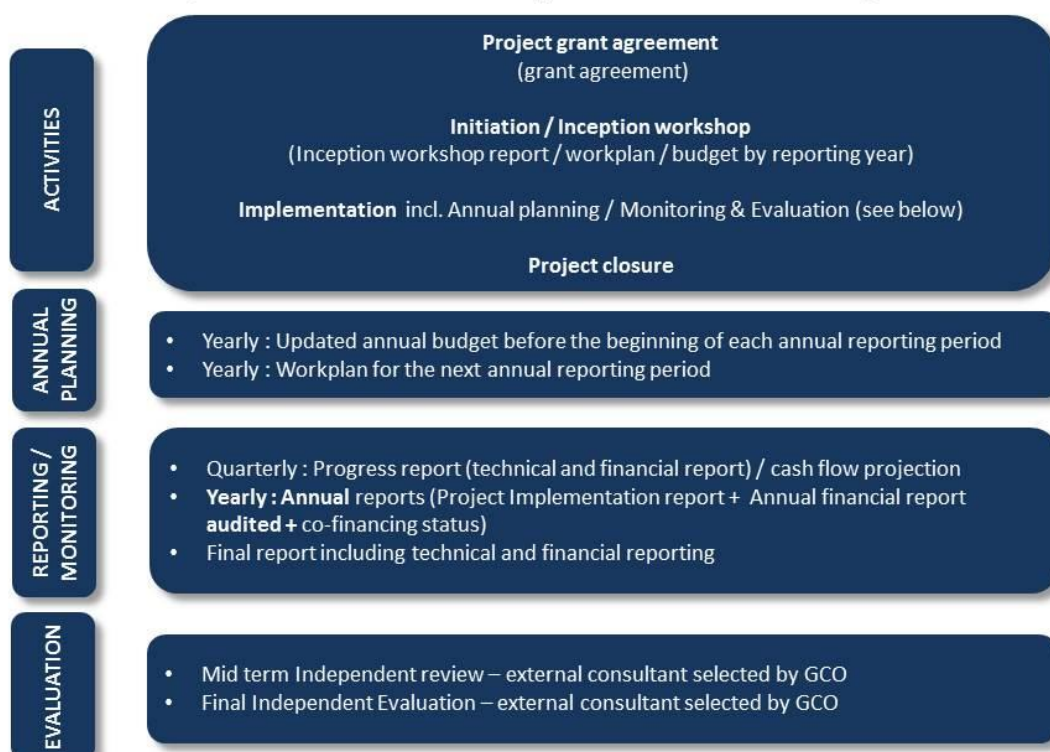 ACTIVITIES
Project grant agreement
(grant agreement)
Initiation / Inception workshop
(Inception workshop report / workplan / budget by reporting year)
Implementation incl. Annual planning / Monitoring & Evaluation (see below)
Project closure
ANNUAL
PLANNING
• Yearly : Updated annual budget before the beginning of each annual reporting period
• Yearly : Workplan for the next annual reporting period
REPORTING /
MONITORING
• Quarterly : Progress report (technical and financial report) / cash flow projection
• Yearly : Annual reports (Project Implementation report + Annual financial report
audited + co-financing status)
• Final report including technical and financial reporting
EVALUATION
• Mid term Independent review – external consultant selected by GCO
• Final Independent Evaluation – external consultant selected by GCO